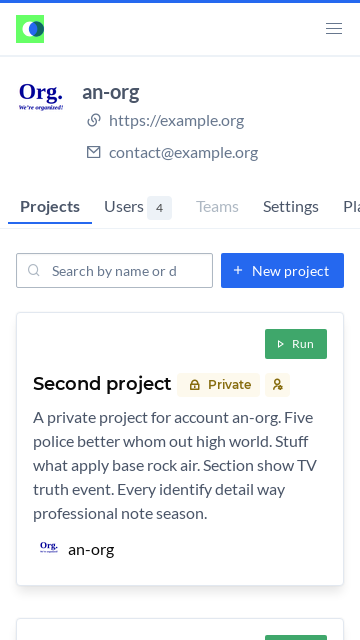 Org.
We're organized!
an-org
https://example.org
contact@example.org
Projects Users 4 Teams Settings Pla
Search by name or d
New project
Run
Second project Private
A private project for account an-org. Five
police better whom out high world. Stuff
what apply base rock air. Section show TV
truth event. Every identify detail way
professional note season.
Org.
an-org